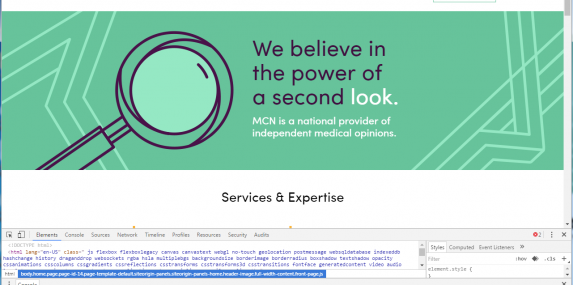 We believe in
the power of
a second look.
MCN is a national provider of
independent medical opinions.
Services & Expertise
Elements Console Sources Network Timeline Profiles Resources Security Audits
2
<!DOCTYPE html>
<html lang="en-US" class=" js flexbox flexboxlegacy canvas canvastext webgl no-touch geolocation postmessage websqldatabase indexeddb
hashchange history draganddrop websockets rgba hsla multiplebgs backgroundsize borderimage borderradius boxshadow textshadow opacity
cssanimations csscolumns cssgradients cssreflections csstransforms csstransforms3d csstransitions fontface generatedcontent video audio
html body.home.page.page-id-14.page-template-default.siteorigin-panels.siteorigin-panels-home.header-image.full-width-content.front-page.js
Styles Computed Event Listeners »
Filter :hov .cls +
element.style {
Console